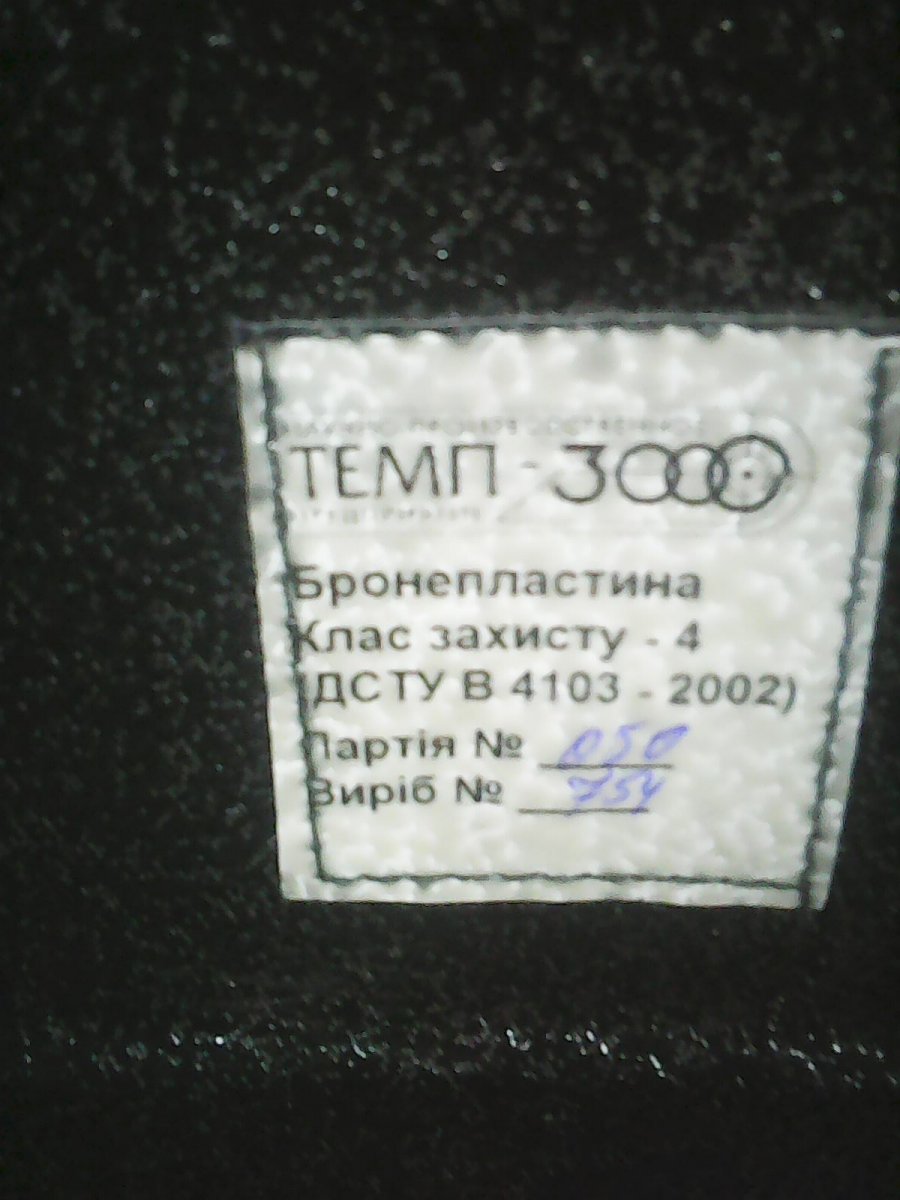 ТЕМП - 3000
Бронепластина
Клас захисту - 4
(ДСТУ В 4103 - 2002)
Партія № 050
Виріб № 754